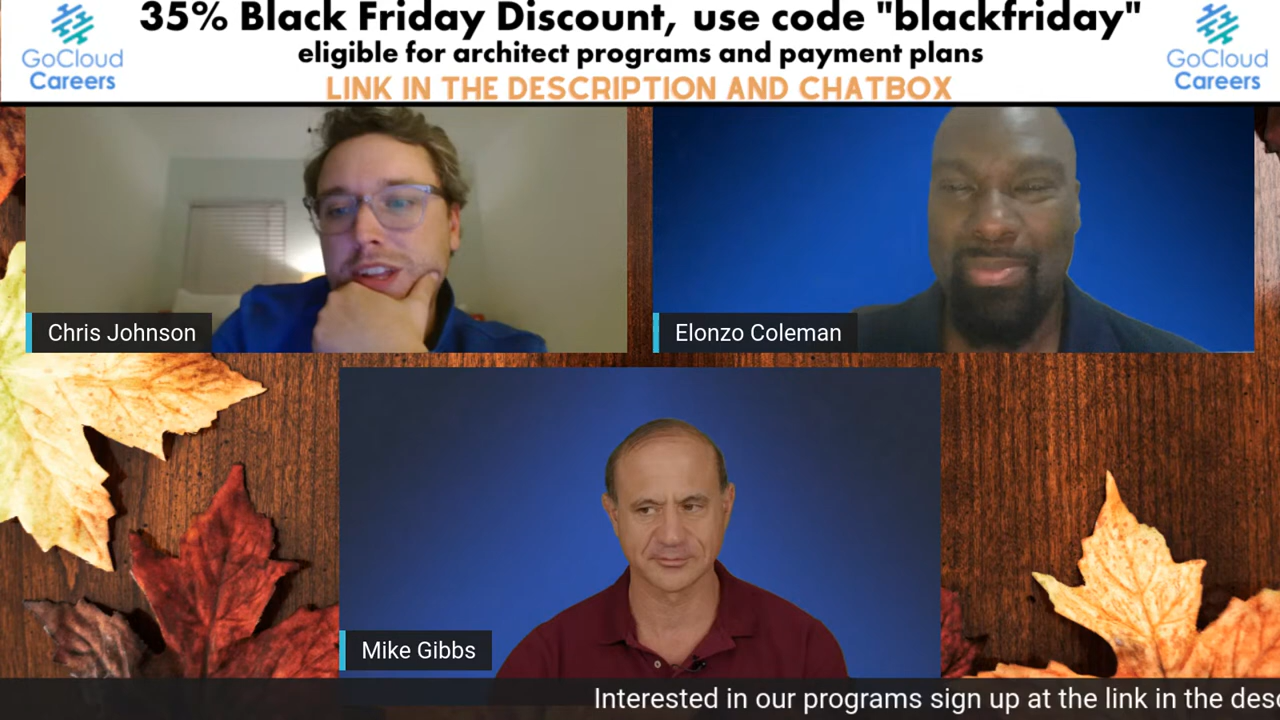 35% Black Friday Discount, use code "blackfriday"
eligible for architect programs and payment plans
LINK IN THE DESCRIPTION AND CHATBOX
GoCloud
Careers
GoCloud
Careers
Chris Johnson
Elonzo Coleman
Mike Gibbs
Interested in our programs sign up at the link in the desc